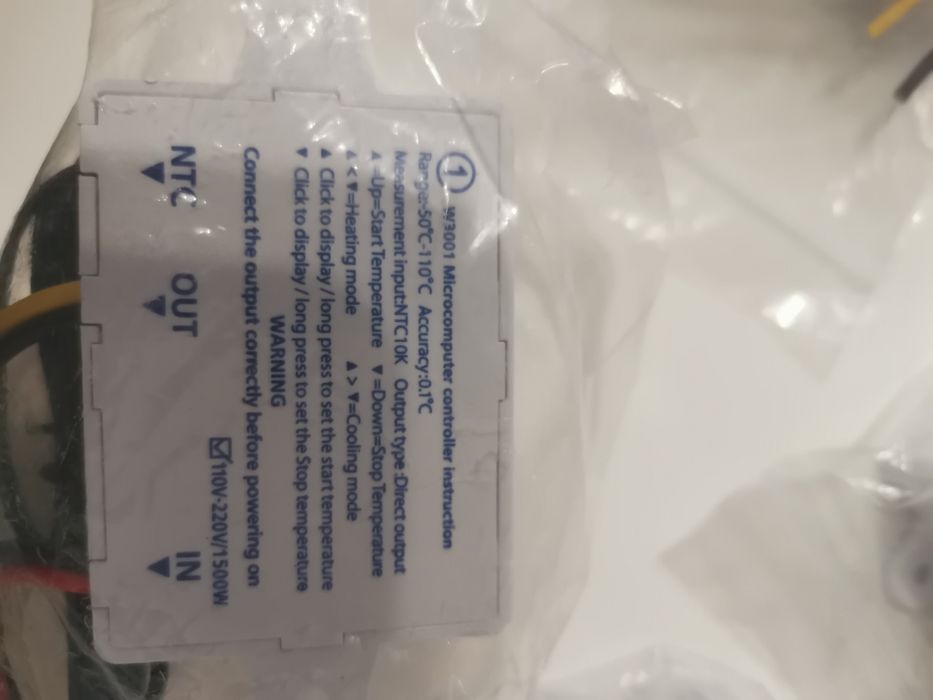 ① W3001 Microcomputer controller instruction
Range:-50°C-110°C Accuracy:0.1°C
Measurement input:NTC10K Output type :Direct output
▲=Up=Start Temperature ▼=Down=Stop Temperature
▲<▼=Heating mode ▲>▼=Cooling mode
▲ Click to display / long press to set the start temperature
▼ Click to display / long press to set the Stop temperature
WARNING
Connect the output correctly before powering on
☑110V-220V/1500W
NTC OUT IN
▼ ▼ ▼